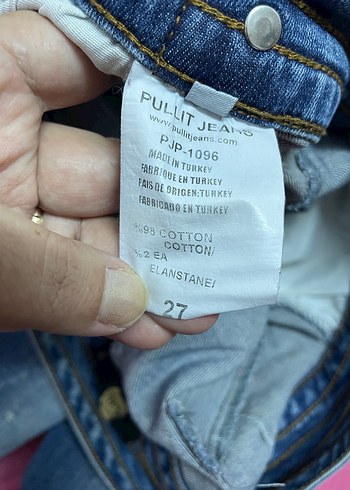 PULLIT JEANS
www.pullitjeans.com
PJP-1096
MADE IN TURKEY
FABRIQUE EN TURKEY
FAIS DE ORIGEN:TURKEY
FABRICADO EN TURKEY
%98 COTTON
COTTON/
%2 EA
ELANSTANE/
27